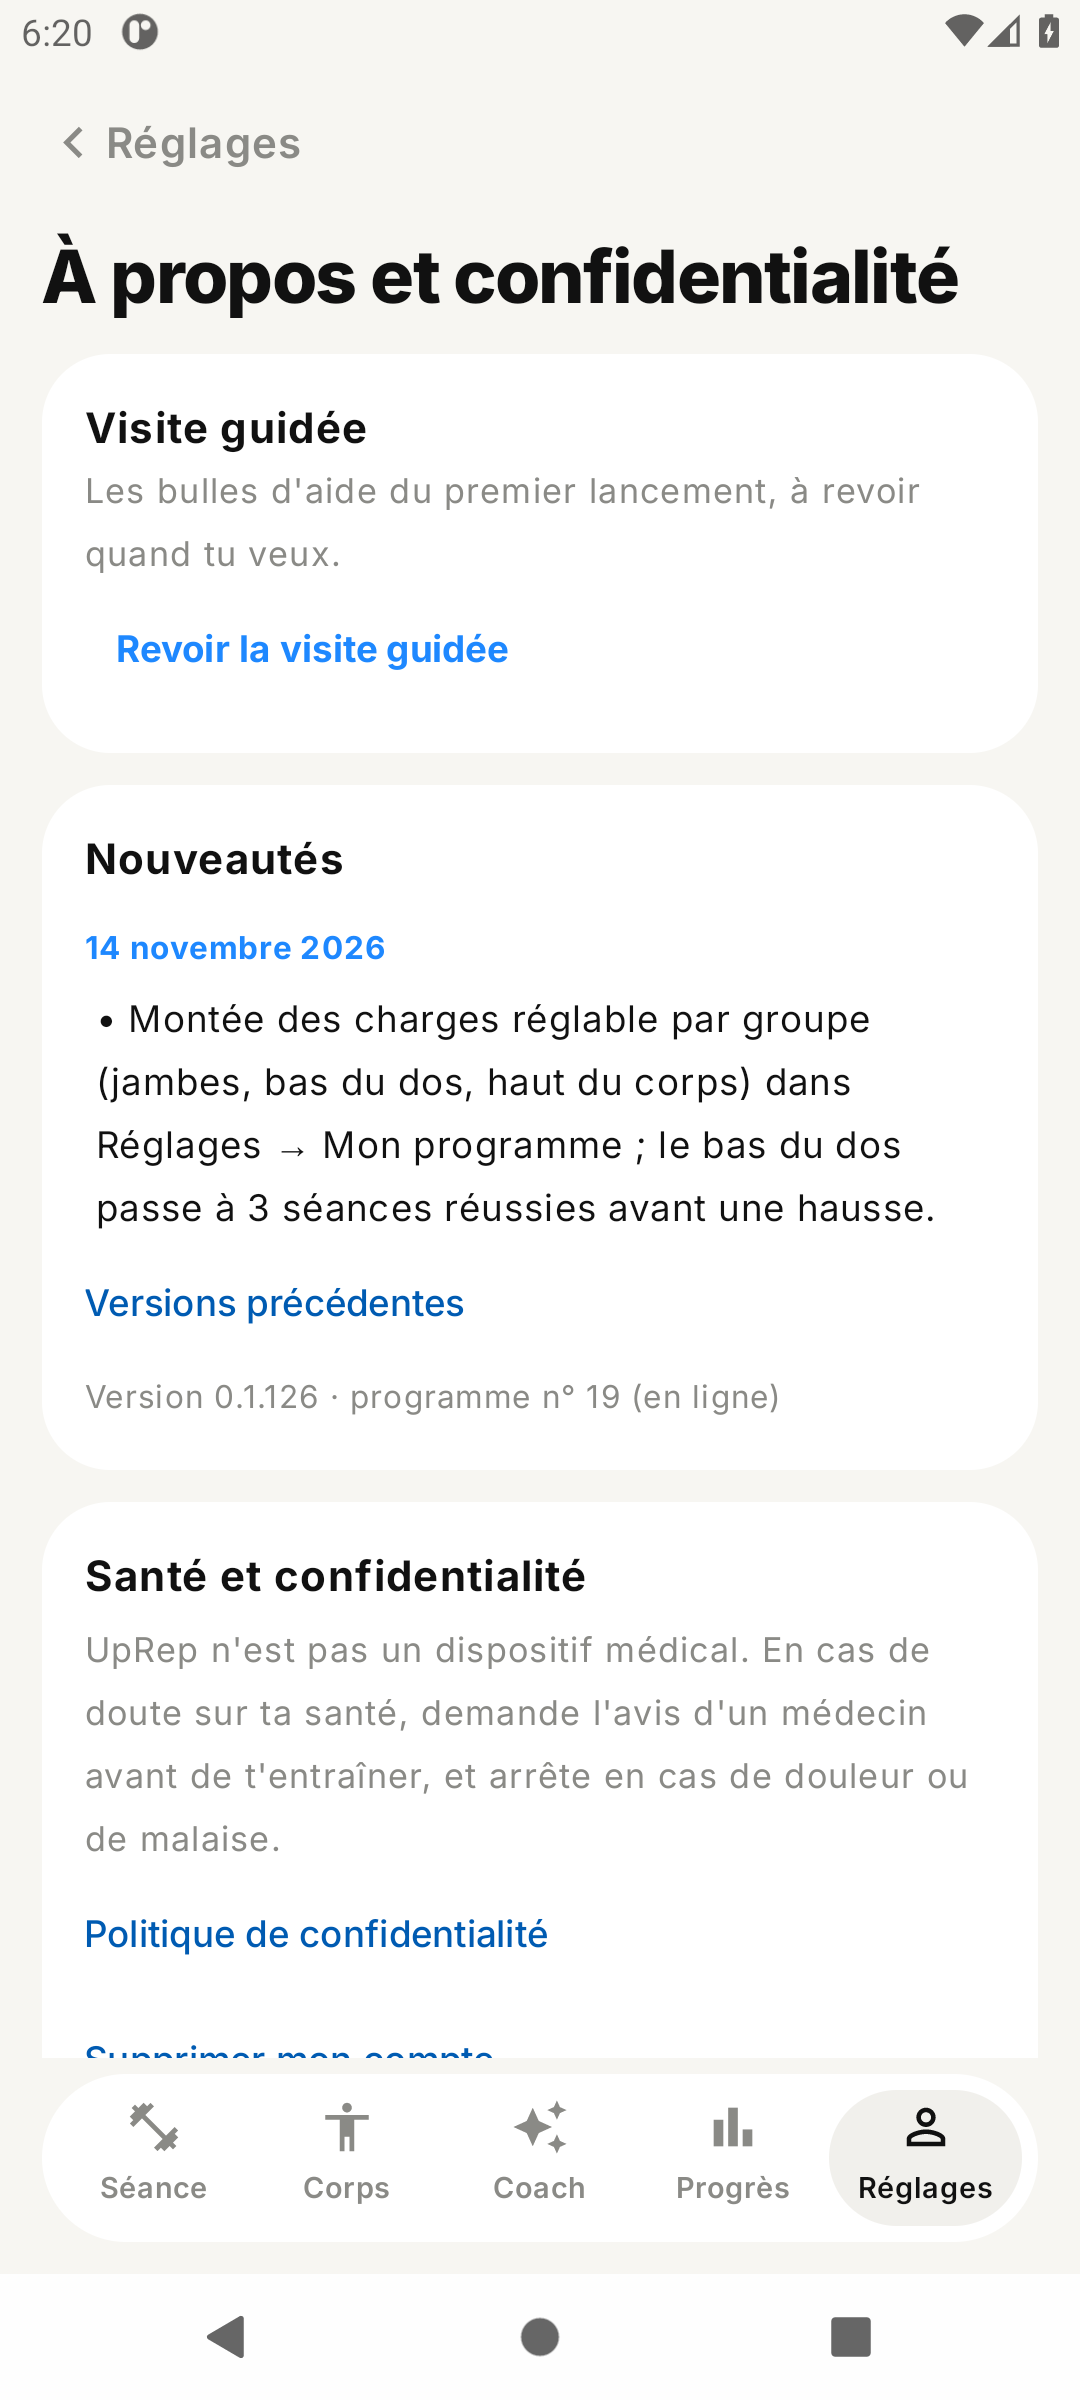 6:20
Réglages
À propos et confidentialité
Visite guidée
Les bulles d'aide du premier lancement, à revoir
quand tu veux.
Revoir la visite guidée
Nouveautés
14 novembre 2026
• Montée des charges réglable par groupe
(jambes, bas du dos, haut du corps) dans
Réglages → Mon programme ; le bas du dos
passe à 3 séances réussies avant une hausse.
Versions précédentes
Version 0.1.126 · programme n° 19 (en ligne)
Santé et confidentialité
UpRep n'est pas un dispositif médical. En cas de
doute sur ta santé, demande l'avis d'un médecin
avant de t'entraîner, et arrête en cas de douleur ou
de malaise.
Politique de confidentialité
Supprimer mon compte
Séance
Corps
Coach
Progrès
Réglages